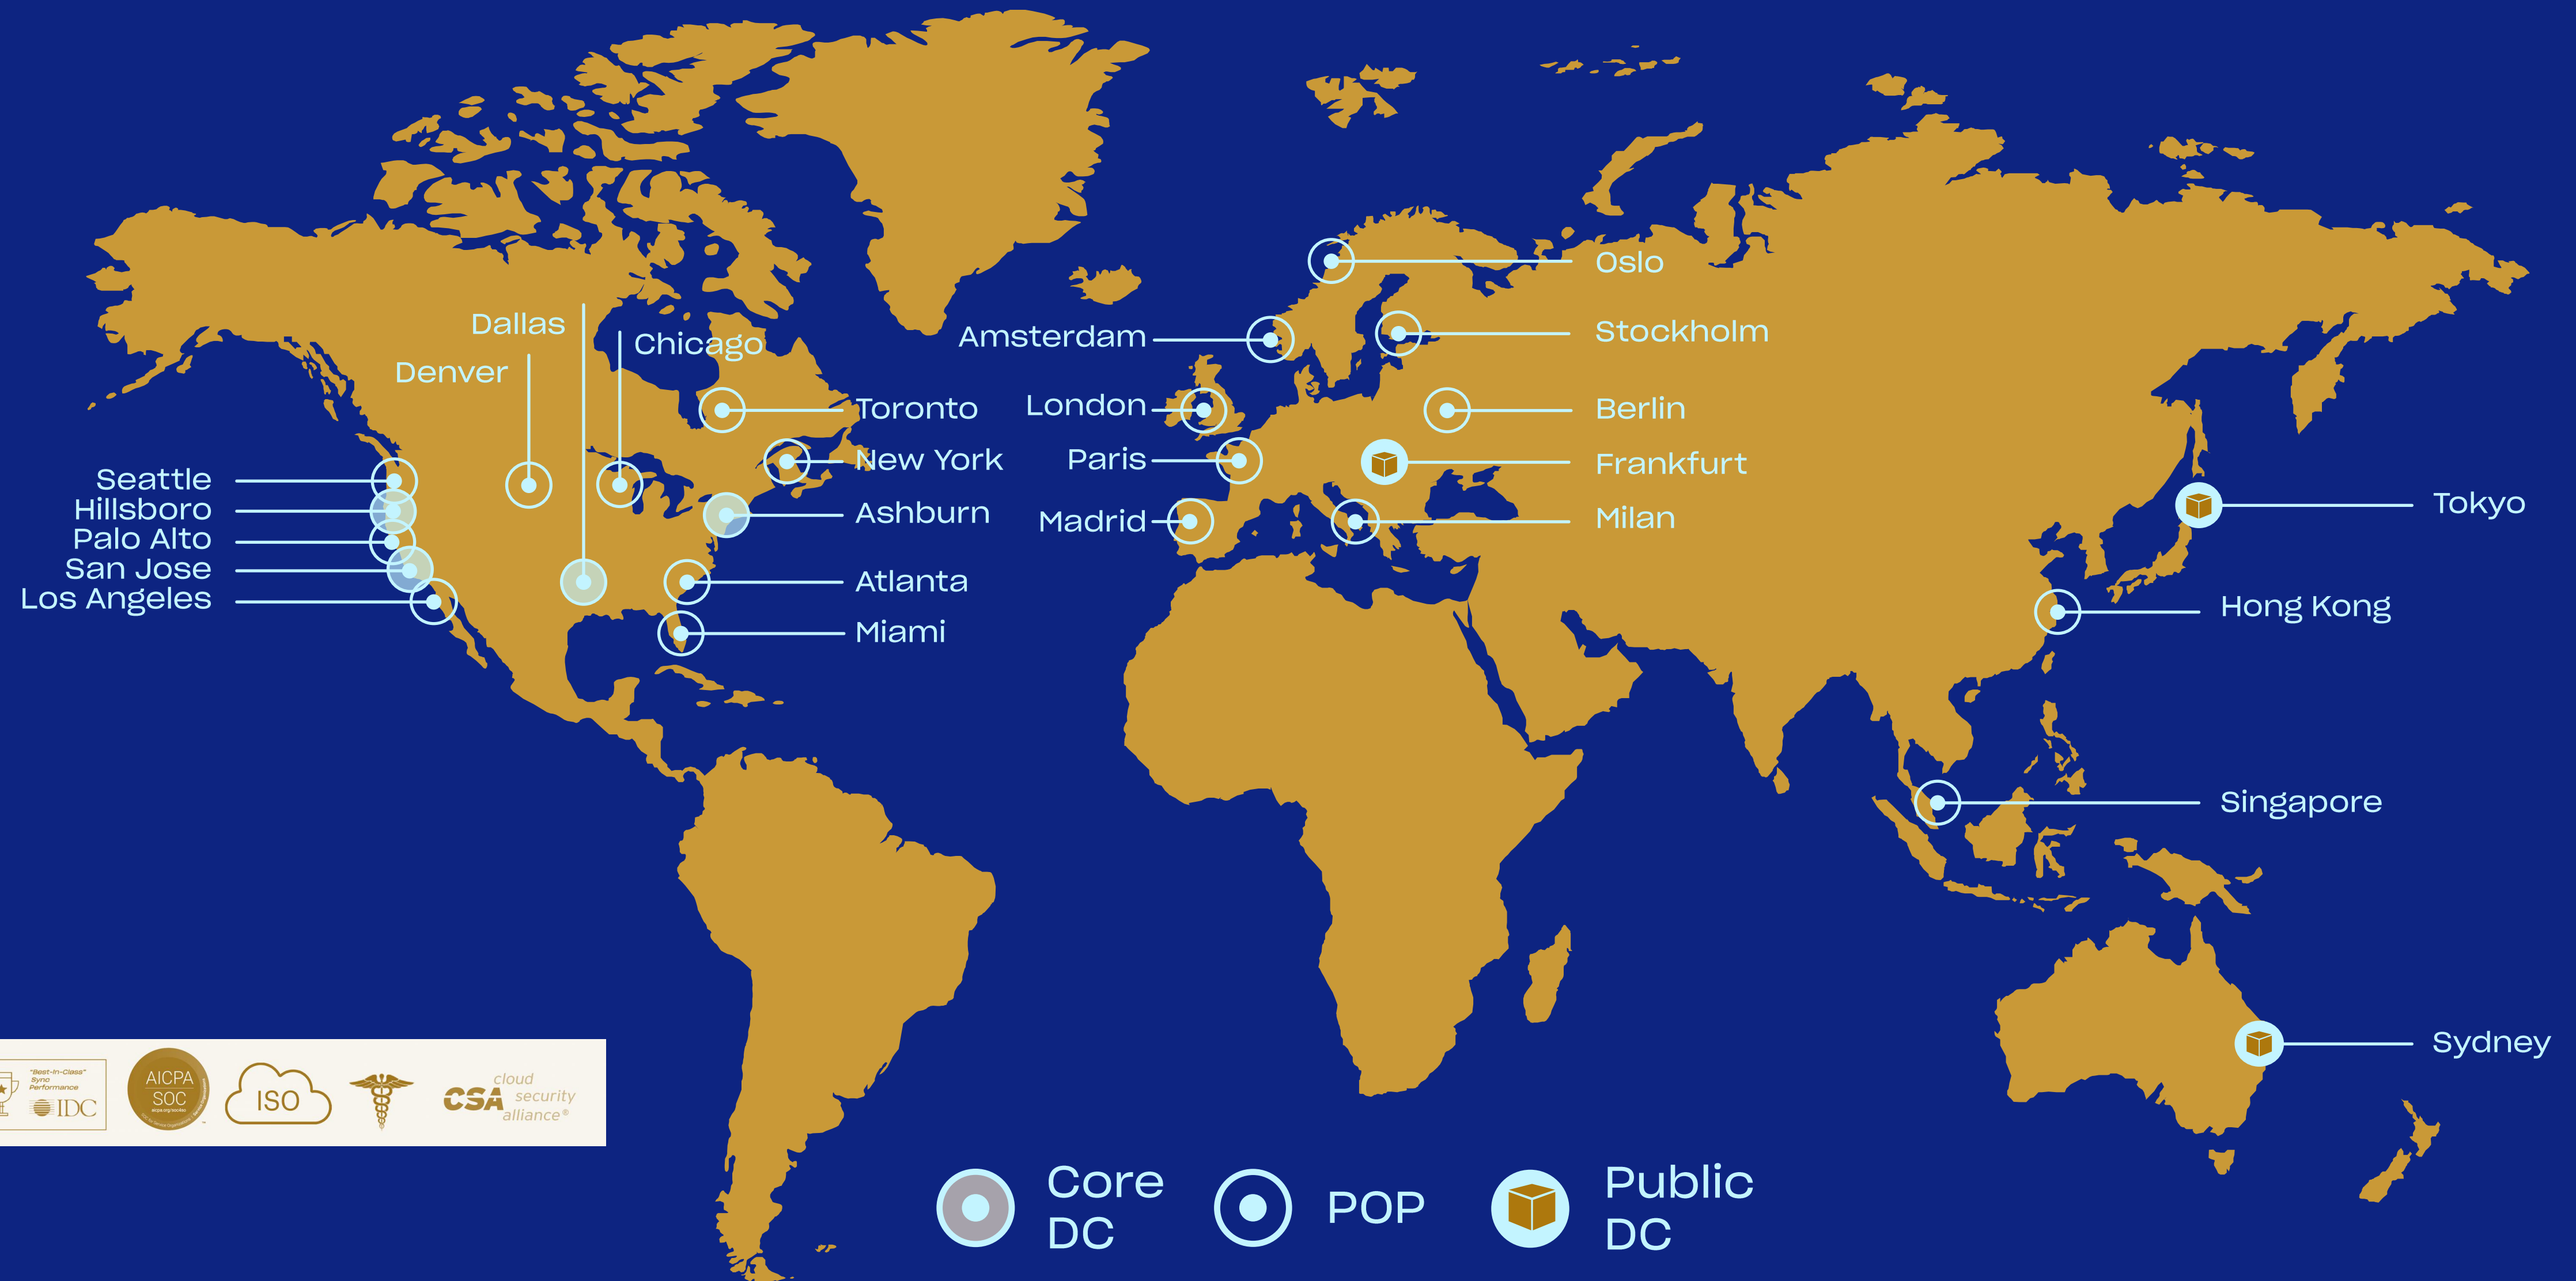 Oslo
Dallas
Chicago
Denver
Amsterdam
Stockholm
Toronto
London
Berlin
New York
Paris
Frankfurt
Seattle
Hillsboro
Palo Alto
San Jose
Los Angeles
Ashburn
Madrid
Milan
Atlanta
Miami
Tokyo
Hong Kong
Singapore
Sydney
"Best-In-Class"
Syno
Performance
IDC
AICPA
SOC
ISO
CSA
cloud
security
alliance®
Core
DC
POP
Public
DC